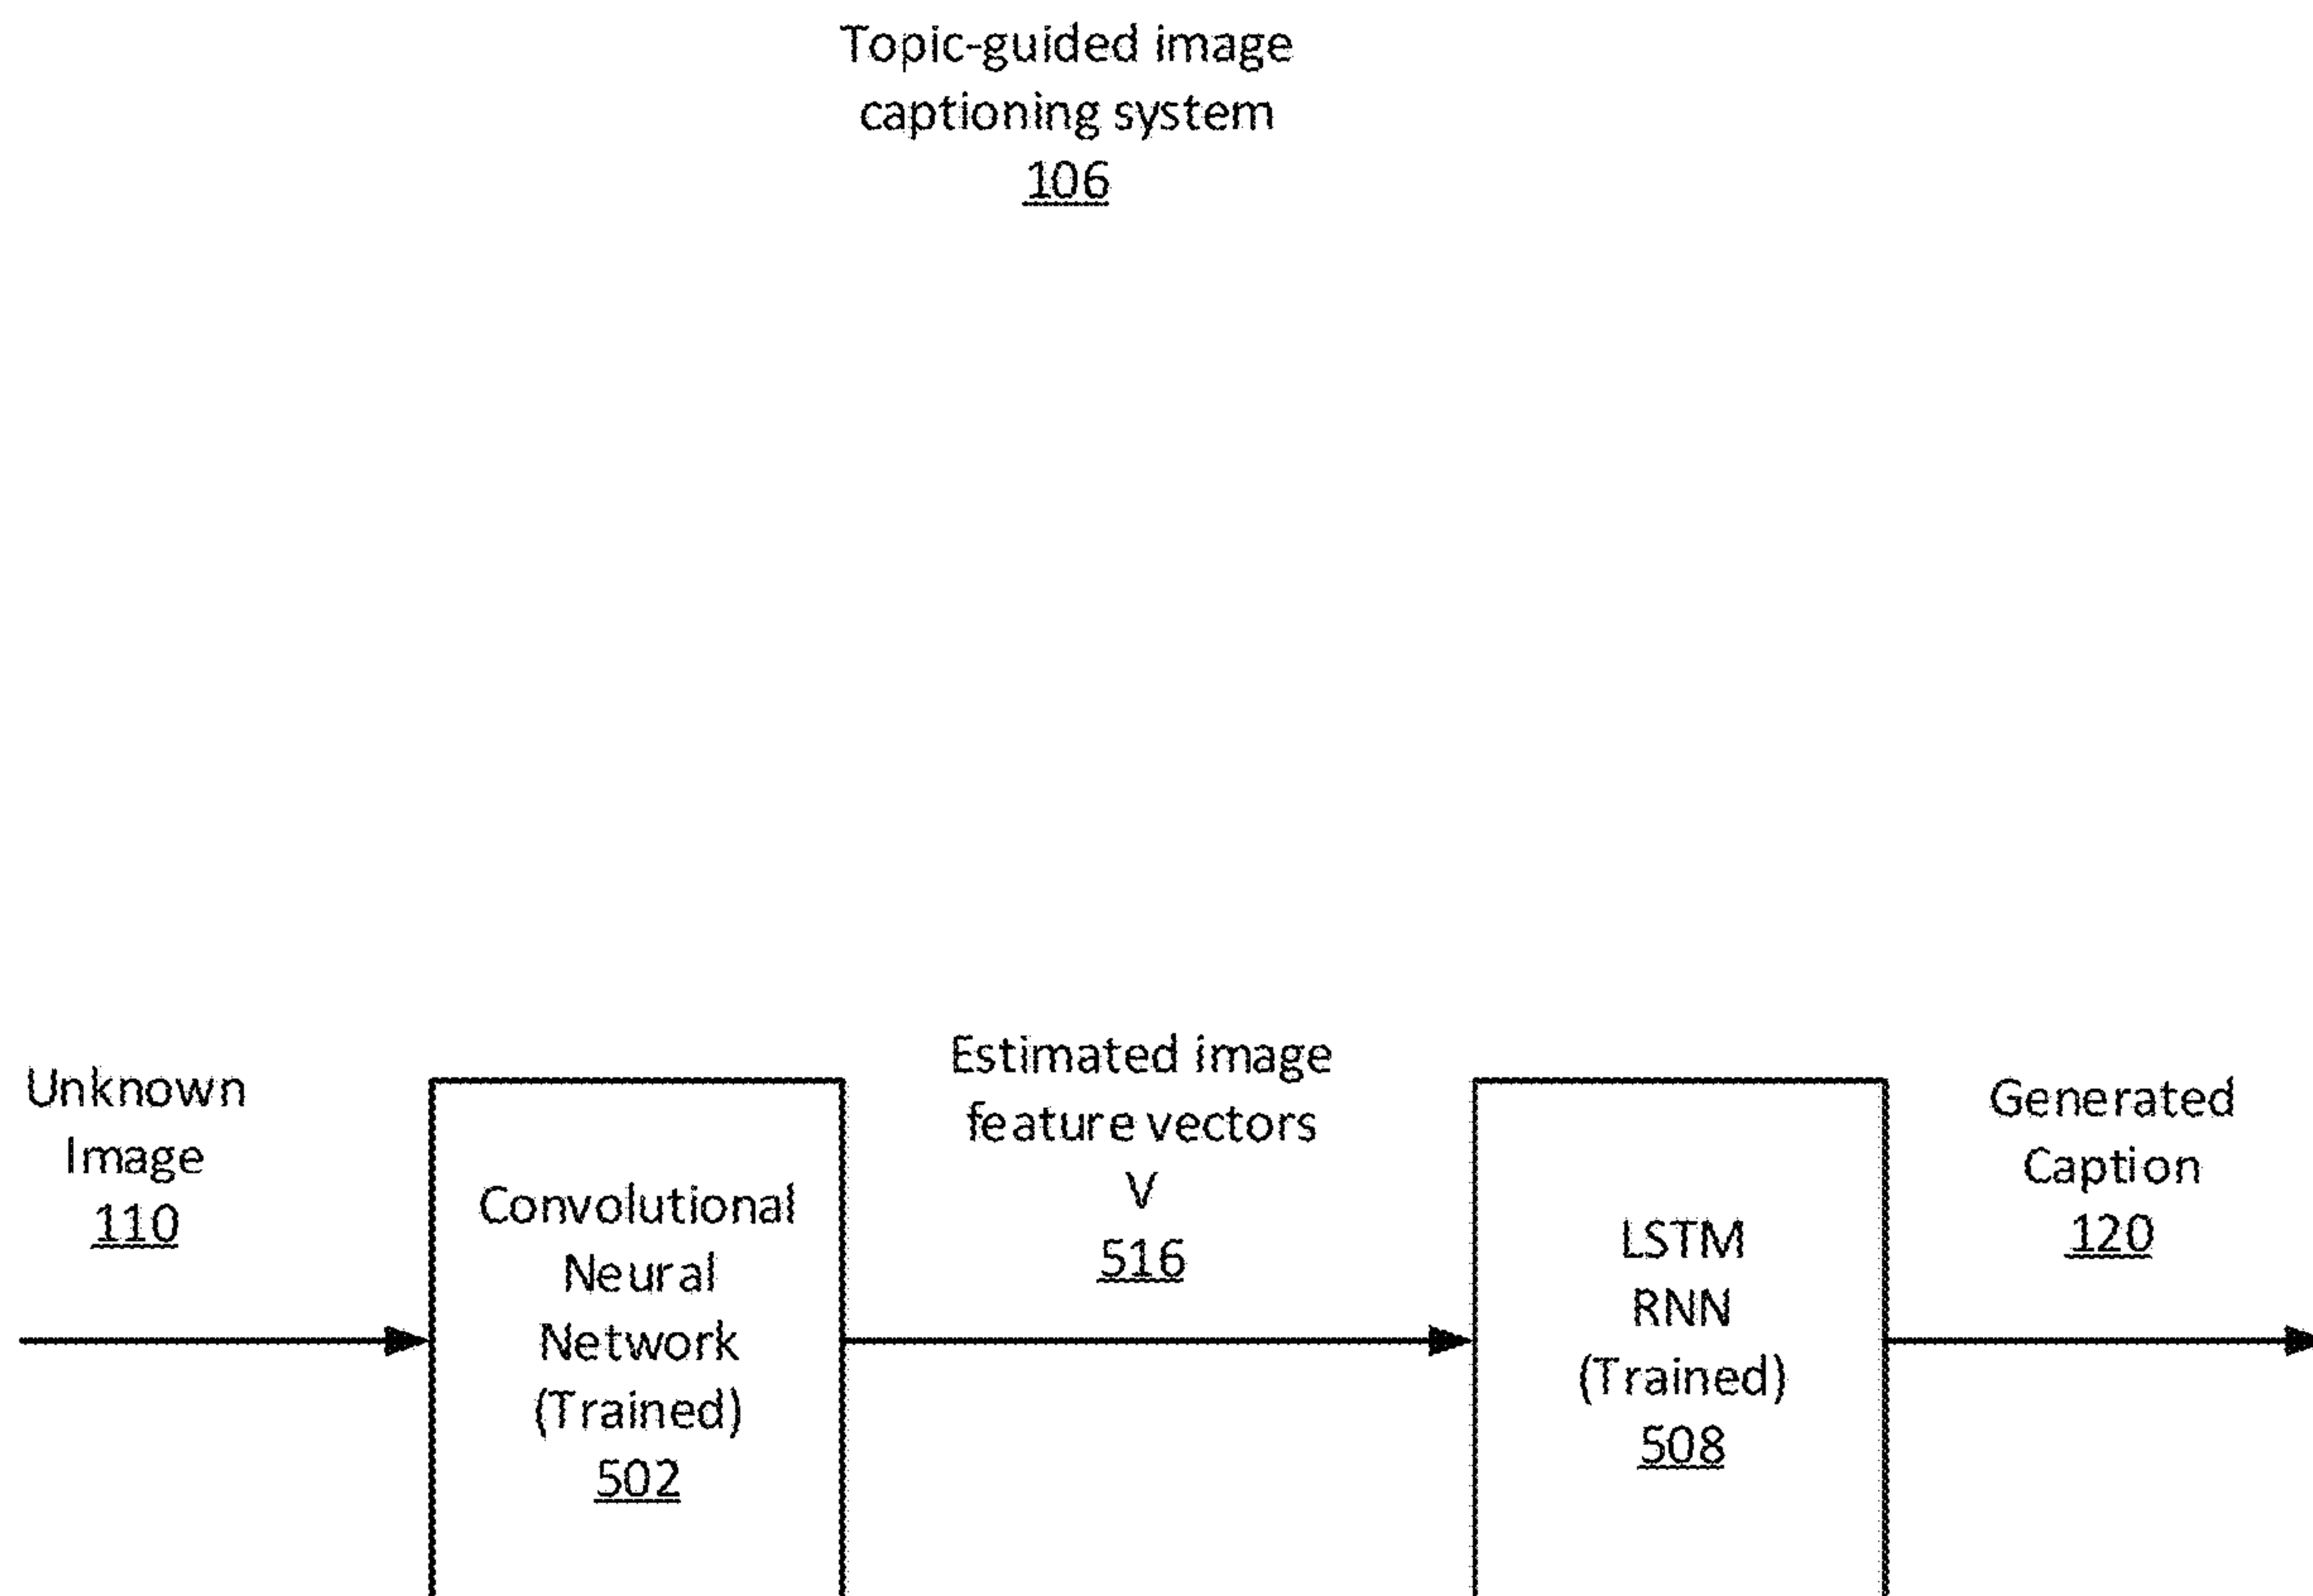 Topic-guided image
captioning system
106
Unknown
Image
110
Convolutional
Neural
Network
(Trained)
502
Estimated image
feature vectors
V
516
LSTM
RNN
(Trained)
508
Generated
Caption
120